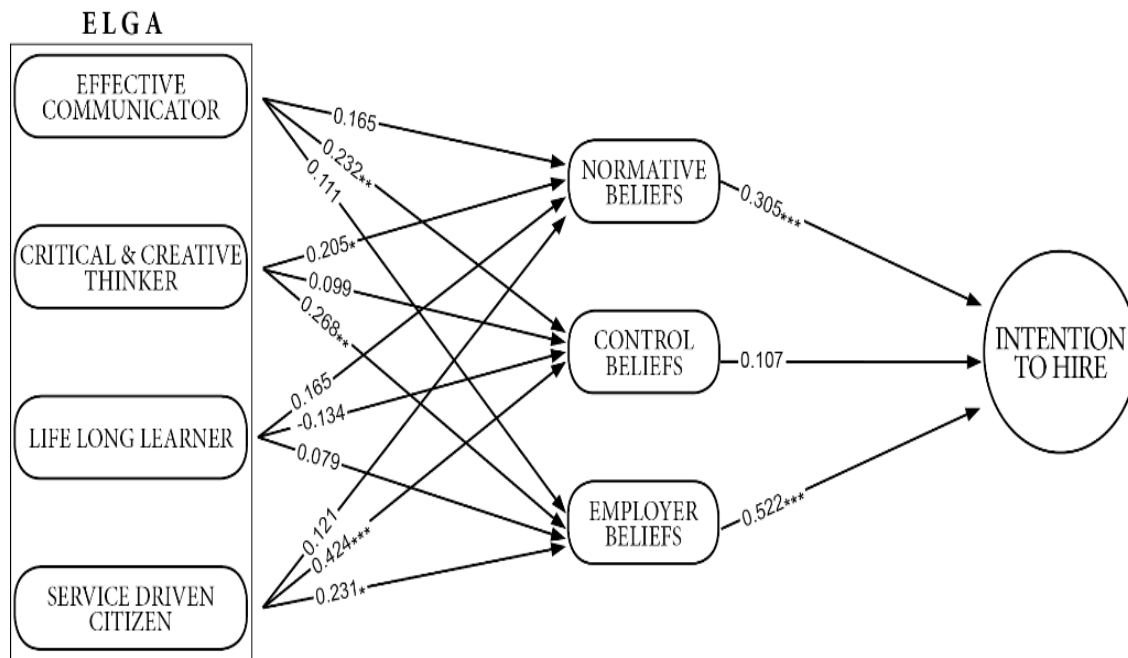 ELGA
EFFECTIVE
COMMUNICATOR
0.165
0.232**
0.111
CRITICAL & CREATIVE
THINKER
0.205*
0.099
0.268**
LIFE LONG LEARNER
0.165
-0.134
0.079
SERVICE DRIVEN
CITIZEN
0.121
0.424***
0.231*
NORMATIVE
BELIEFS
0.305***
CONTROL
BELIEFS
0.107
EMPLOYER
BELIEFS
0.522***
INTENTION
TO HIRE